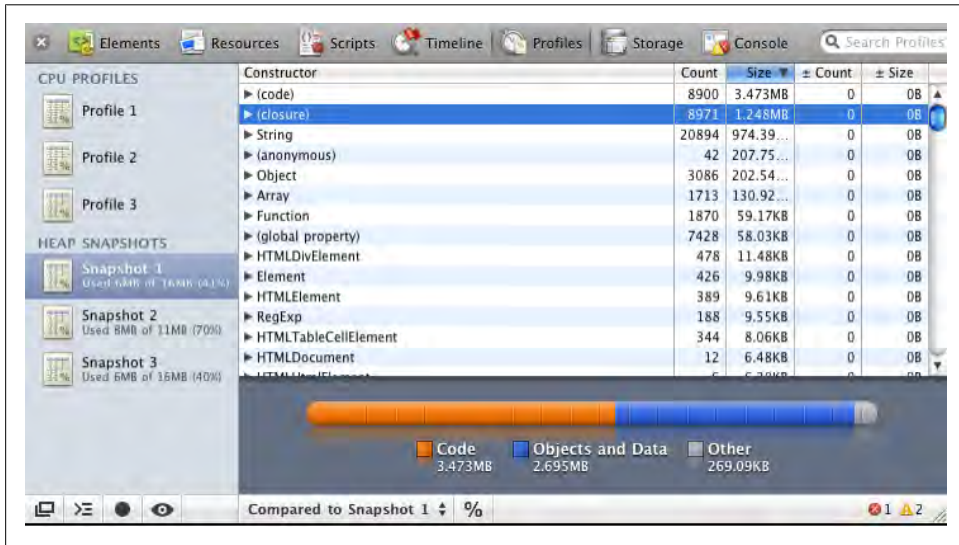 Elements Resources Scripts Timeline Profiles Storage Console Search Profiles
CPU PROFILES
Profile 1
Profile 2
Profile 3
HEAP SNAPSHOTS
Snapshot 1
Used 6MB of 16MB (41%)
Snapshot 2
Used 8MB of 11MB (70%)
Snapshot 3
Used 6MB of 16MB (40%)
Constructor Count Size ± Count ± Size
(code) 8900 3.473MB 0 0B
(closure) 8971 1.248MB 0 0B
String 20894 974.39... 0 0B
(anonymous) 42 207.75... 0 0B
Object 3086 202.54... 0 0B
Array 1713 130.92... 0 0B
Function 1870 59.17KB 0 0B
(global property) 7428 58.03KB 0 0B
HTMLDivElement 478 11.48KB 0 0B
Element 426 9.98KB 0 0B
HTMLElement 389 9.61KB 0 0B
RegExp 188 9.55KB 0 0B
HTMLTableCellElement 344 8.06KB 0 0B
HTMLDocument 12 6.48KB 0 0B
Code Objects and Data Other
3.473MB 2.695MB 269.09KB
Compared to Snapshot 1 % 1 2